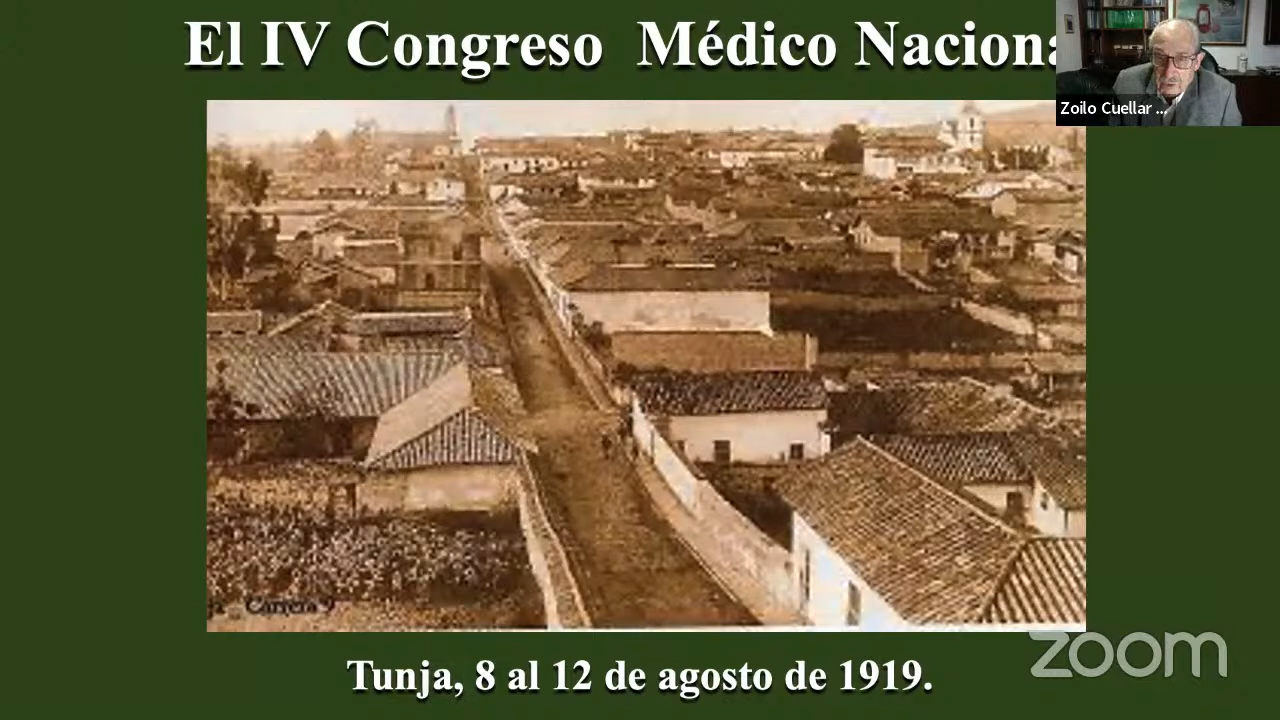 El IV Congreso Médico Naciona
Zoilo Cuellar ...
Carrera 9
zoom
Tunja, 8 al 12 de agosto de 1919.